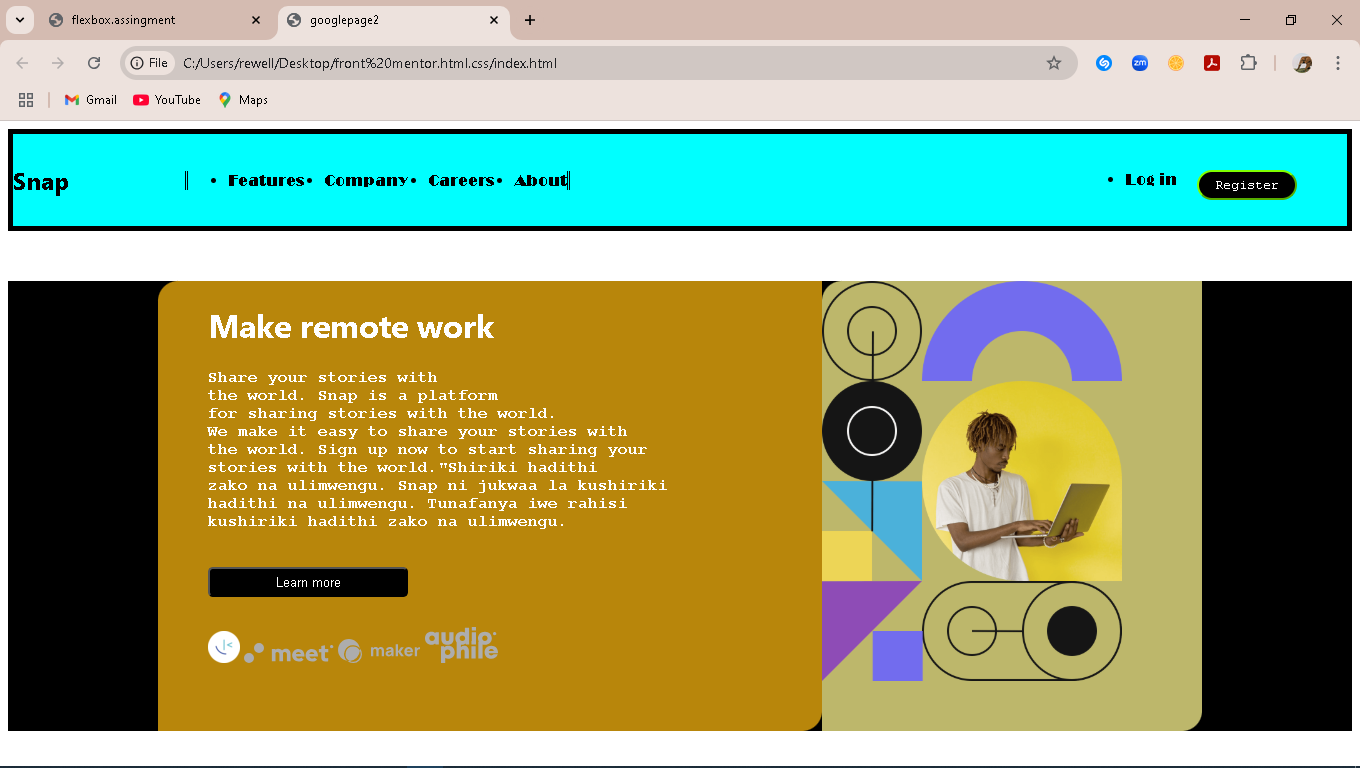 flexbox.assingment
googlepage2
File
C:/Users/rewell/Desktop/front%20mentor.html.css/index.html
zm
Gmail
YouTube
Maps
Snap
Features
Company
Careers
About
Log in
Register
Make remote work
Share your stories with
the world. Snap is a platform
for sharing stories with the world.
We make it easy to share your stories with
the world. Sign up now to start sharing your
stories with the world."Shiriki hadithi
zako na ulimwengu. Snap ni jukwaa la kushiriki
hadithi na ulimwengu. Tunafanya iwe rahisi
kushiriki hadithi zako na ulimwengu.
Learn more
meet
maker
audio
phile